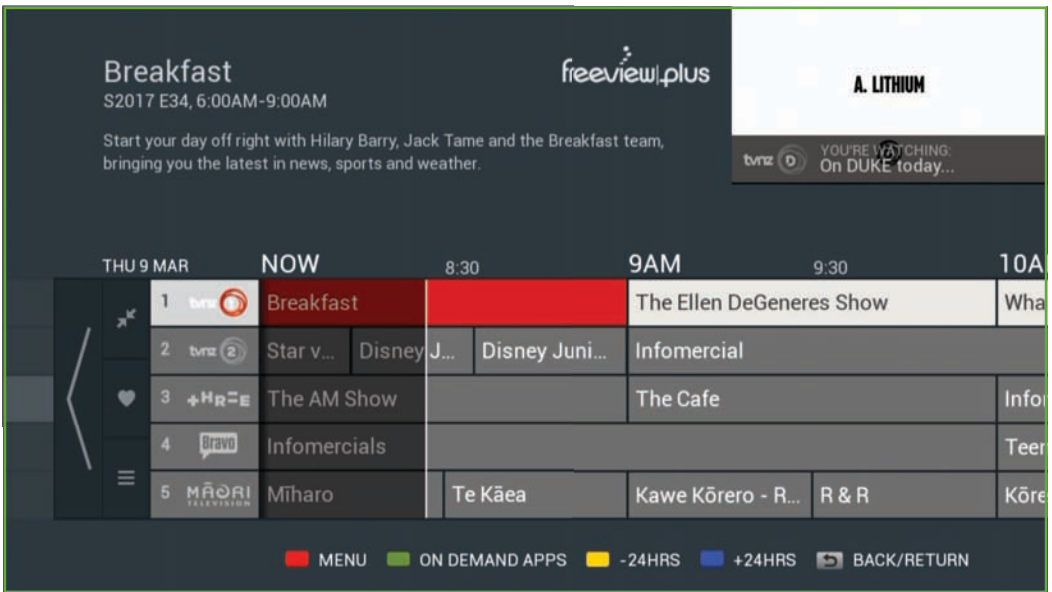 Breakfast
S2017 E34, 6:00AM-9:00AM
Start your day off right with Hilary Barry, Jack Tame and the Breakfast team,
bringing you the latest in news, sports and weather.
freeview|plus
A. LITHIUM
tvnz D YOU'RE WATCHING:
On DUKE today...
THU 9 MAR NOW 8:30 9AM 9:30 10A
1 tvnz 1 Breakfast The Ellen DeGeneres Show Wha
2 tvnz 2 Star v... Disney J... Disney Juni... Infomercial
3 +HR=E The AM Show The Cafe Info
4 Bravo Infomercials Teen
5 MĀORI TELEVISION Mīharo Te Kāea Kawe Kōrero - R... R & R Kōre
MENU ON DEMAND APPS -24HRS +24HRS BACK/RETURN